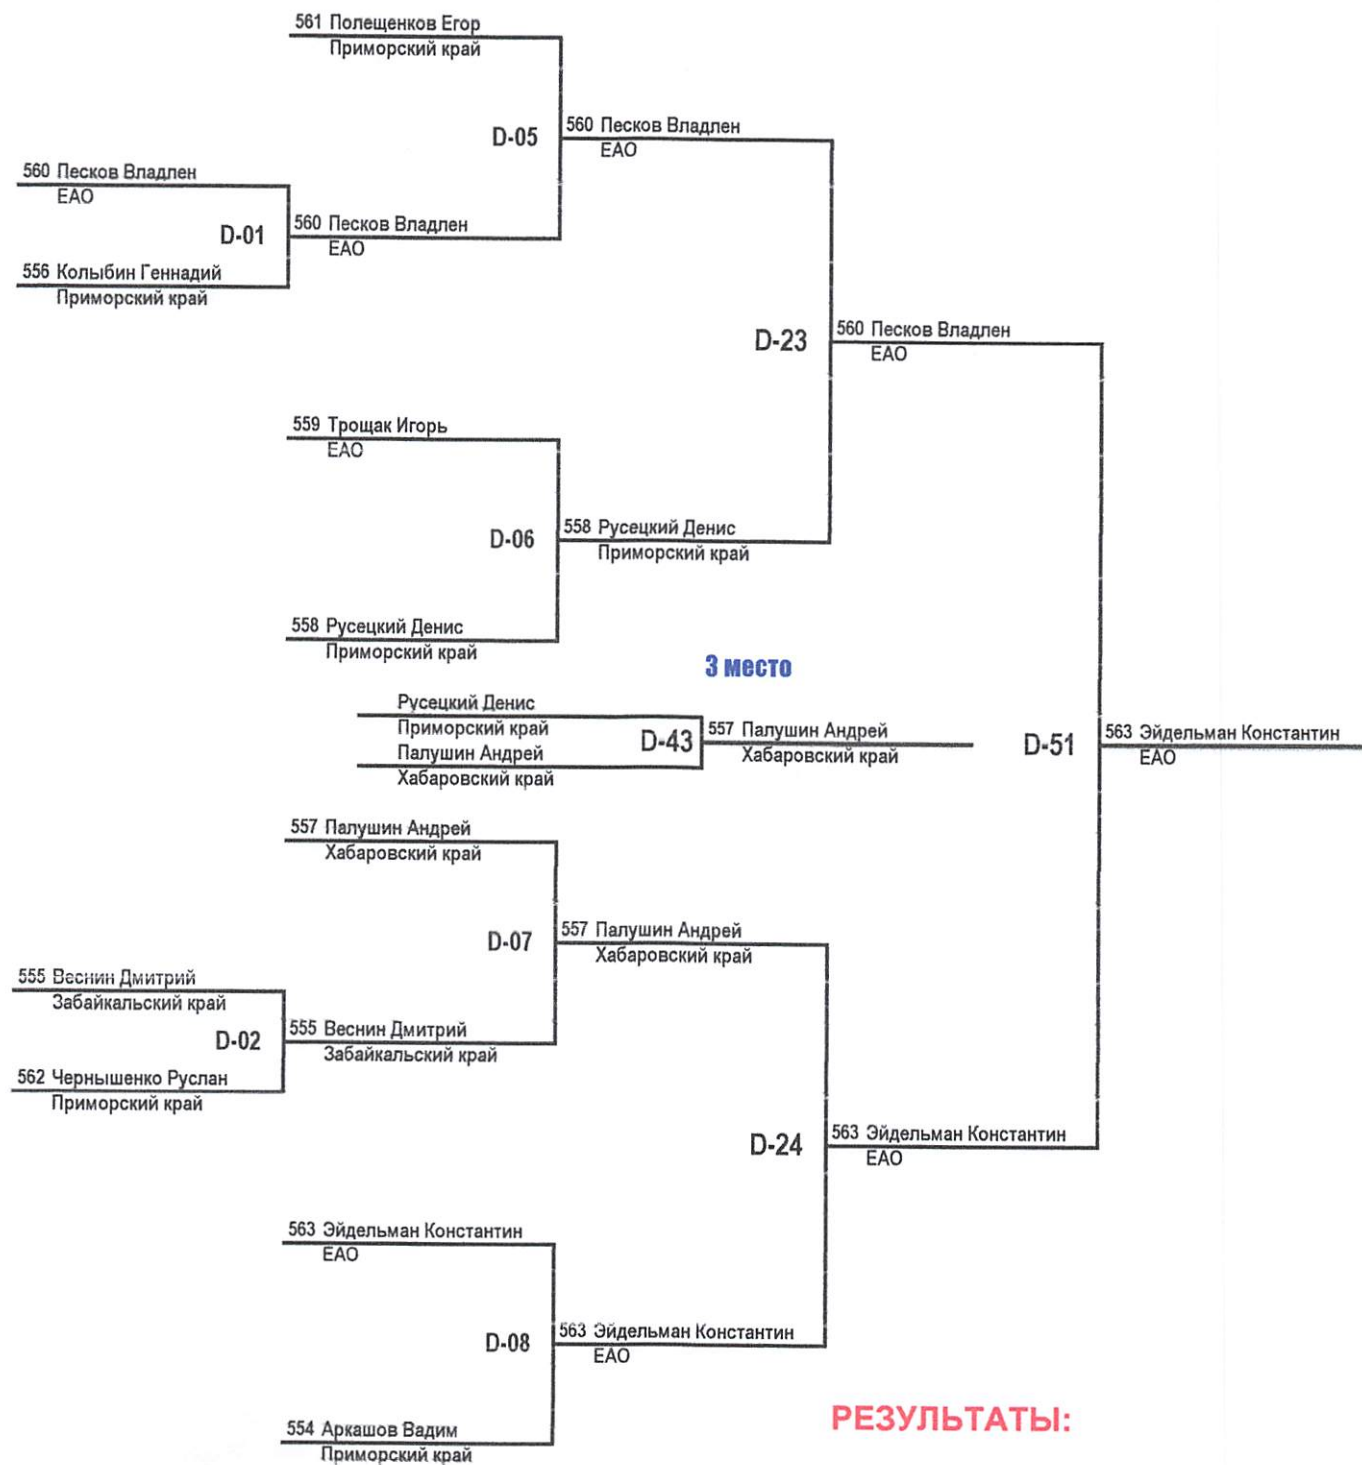 561 Полещенков Егор
Приморский край
D-05
560 Песков Владлен
ЕАО
560 Песков Владлен
ЕАО
D-01
560 Песков Владлен
ЕАО
556 Колыбин Геннадий
Приморский край
D-23
560 Песков Владлен
ЕАО
559 Трощак Игорь
ЕАО
D-06
558 Русецкий Денис
Приморский край
558 Русецкий Денис
Приморский край
3 место
Русецкий Денис
Приморский край
Палушин Андрей
Хабаровский край
D-43
557 Палушин Андрей
Хабаровский край
D-51
563 Эйдельман Константин
ЕАО
557 Палушин Андрей
Хабаровский край
D-07
557 Палушин Андрей
Хабаровский край
555 Веснин Дмитрий
Забайкальский край
D-02
555 Веснин Дмитрий
Забайкальский край
562 Чернышенко Руслан
Приморский край
D-24
563 Эйдельман Константин
ЕАО
563 Эйдельман Константин
ЕАО
D-08
563 Эйдельман Константин
ЕАО
554 Аркашов Вадим
Приморский край
РЕЗУЛЬТАТЫ: